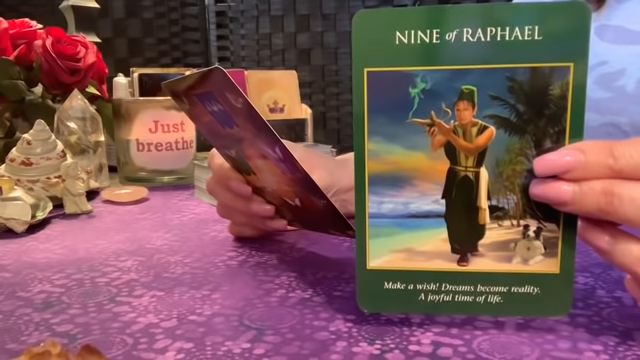 Just
breathe
NINE of RAPHAEL
Make a wish! Dreams become reality.
A joyful time of life.